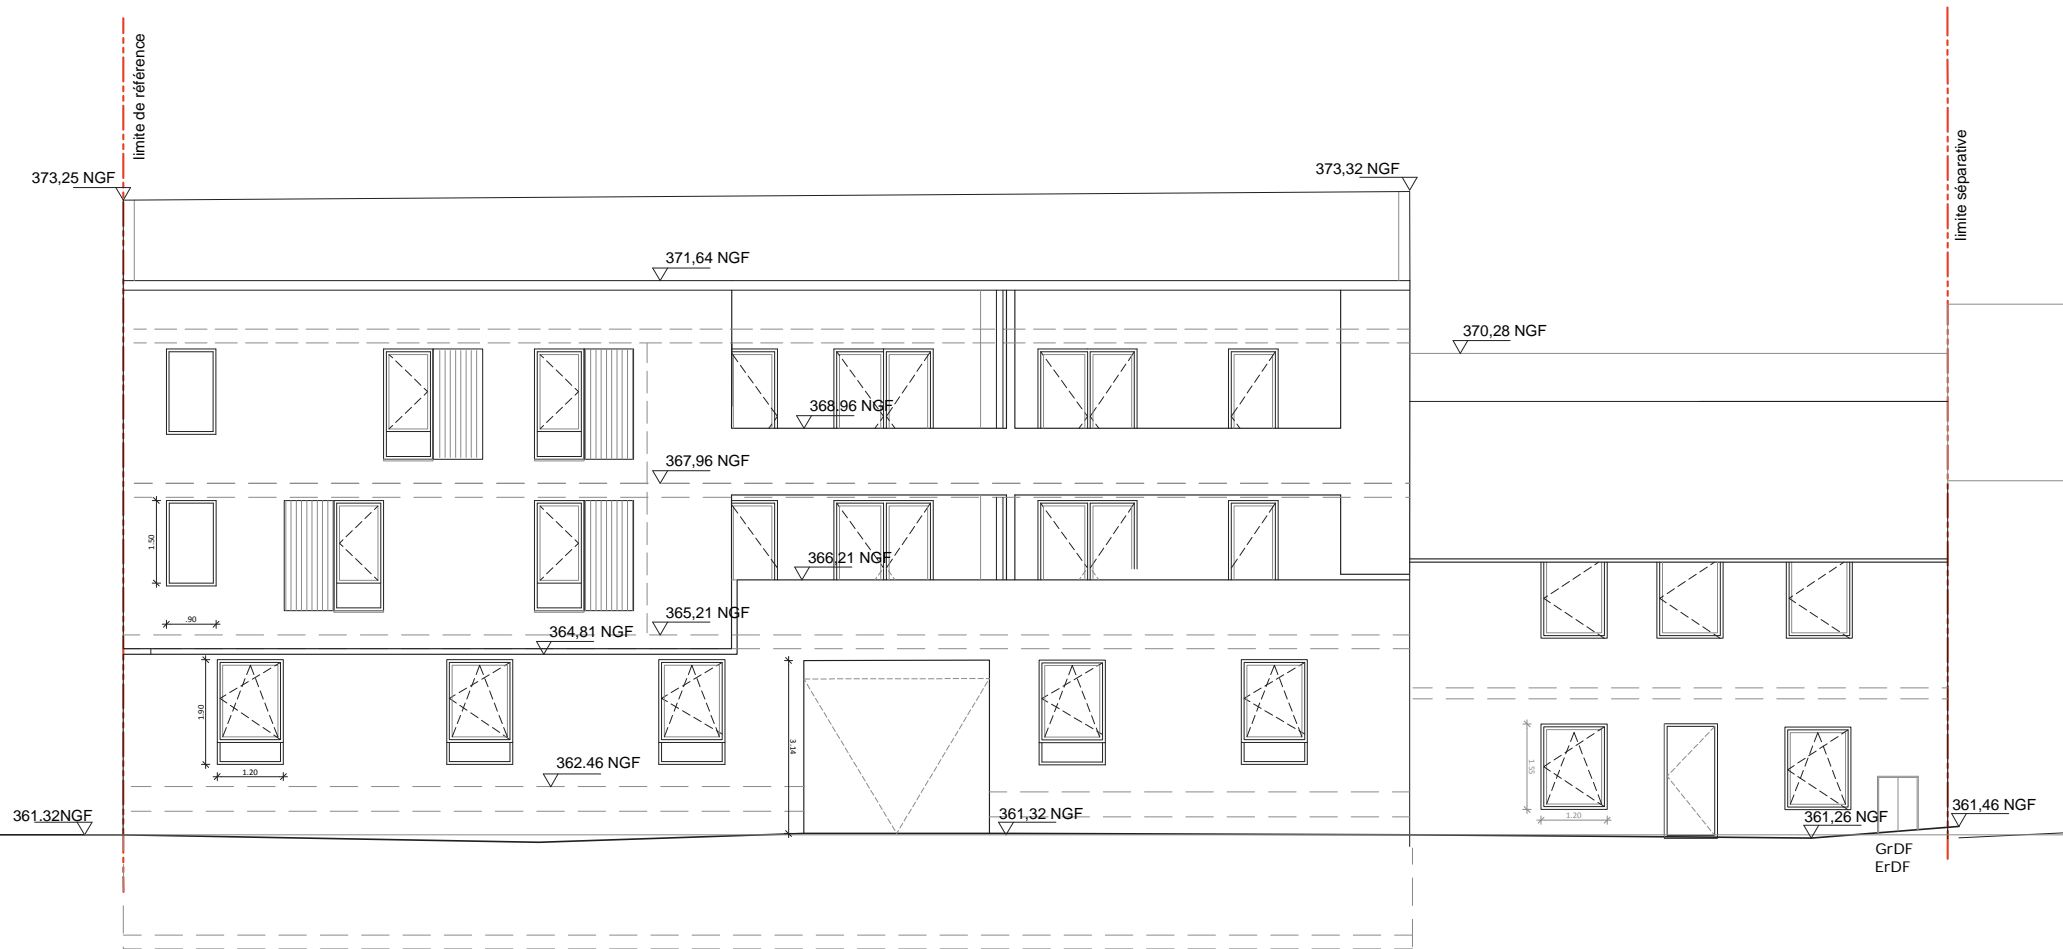 limite de référence
limite séparative
373,25 NGF
373,32 NGF
371,64 NGF
370,28 NGF
368.96 NGF
367,96 NGF
1.50
366,21 NGF
.90
365,21 NGF
364,81 NGF
1.90
3.14
1.20
362.46 NGF
1.55
1.20
361.32NGF
361,32 NGF
361,26 NGF
361,46 NGF
GrDF
ErDF